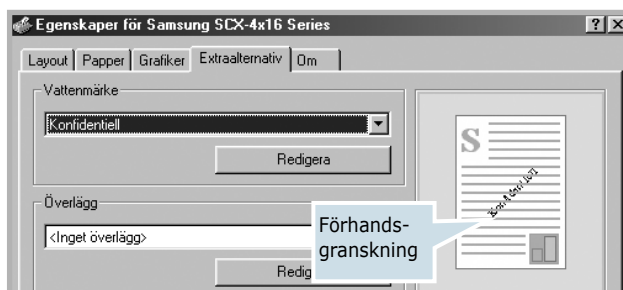 Egenskaper för Samsung SCX-4x16 Series
Layout Papper Grafiker Extraalternativ Om
Vattenmärke
Konfidentiell
Redigera
Överlägg
<Inget överlägg>
Förhands-
granskning
S